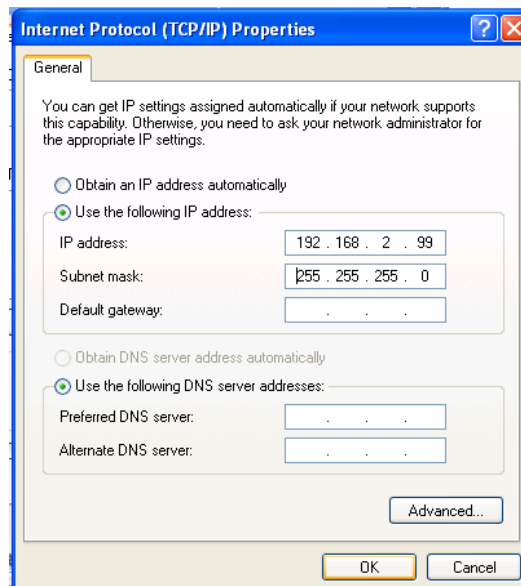 Internet Protocol (TCP/IP) Properties
?
General
You can get IP settings assigned automatically if your network supports
this capability. Otherwise, you need to ask your network administrator for
the appropriate IP settings.
Obtain an IP address automatically
Use the following IP address:
IP address: 192 . 168 . 2 . 99
Subnet mask: 255 . 255 . 255 . 0
Default gateway: . . .
Obtain DNS server address automatically
Use the following DNS server addresses:
Preferred DNS server: . . .
Alternate DNS server: . . .
Advanced...
OK Cancel